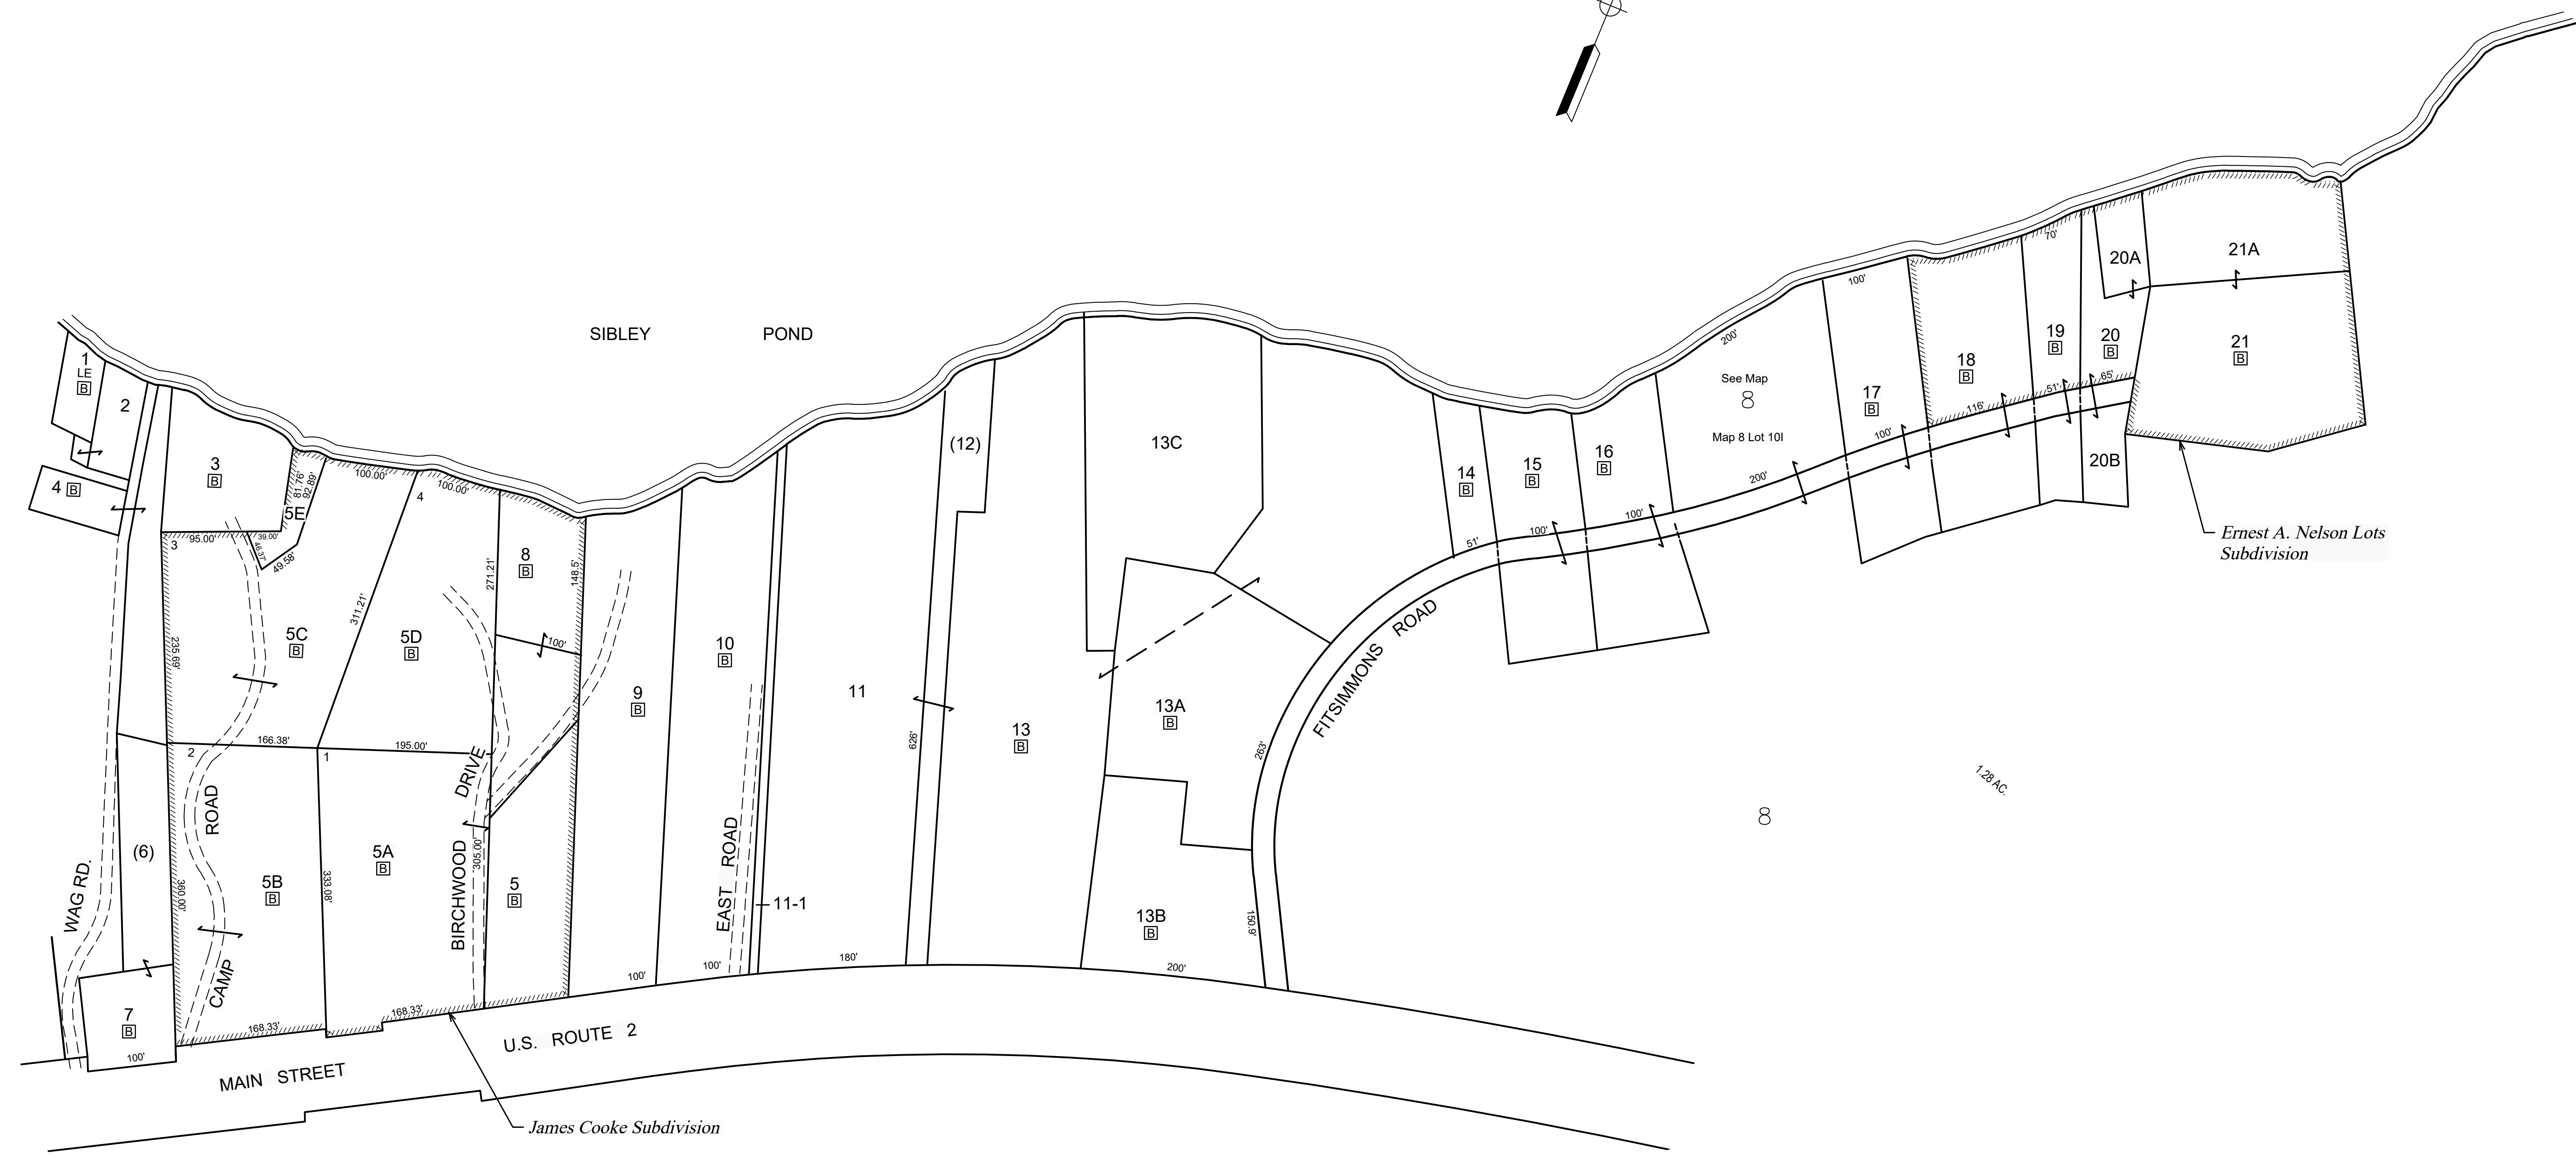 SIBLEY POND
1
LE
B
2
3
B
4 B
81.76'
92.89'
5E
100.00'
100.00'
4
3
95.00'
39.00'
46.37'
49.58'
8
B
271.21'
148.5'
100'
311.21'
235.69'
5C
B
5D
B
9
B
10
B
11
626'
(12)
13
B
13C
13A
B
13B
B
263'
150.9'
200'
166.38'
195.00'
2
1
(6)
360.00'
5B
B
333.08'
5A
B
305.00'
5
B
7
B
100'
168.33'
168.33'
100'
100'
180'
11-1
WAG RD.
CAMP ROAD
BIRCHWOOD DRIVE
EAST ROAD
FITSIMMONS ROAD
MAIN STREET
U.S. ROUTE 2
James Cooke Subdivision
14
B
51'
15
B
100'
16
B
100'
200'
See Map
8
Map 8 Lot 10I
200'
100'
17
B
100'
18
B
116'
70'
19
B
51'
20A
20
B
65'
20B
21A
21
B
Ernest A. Nelson Lots
Subdivision
1.28 AC.
8